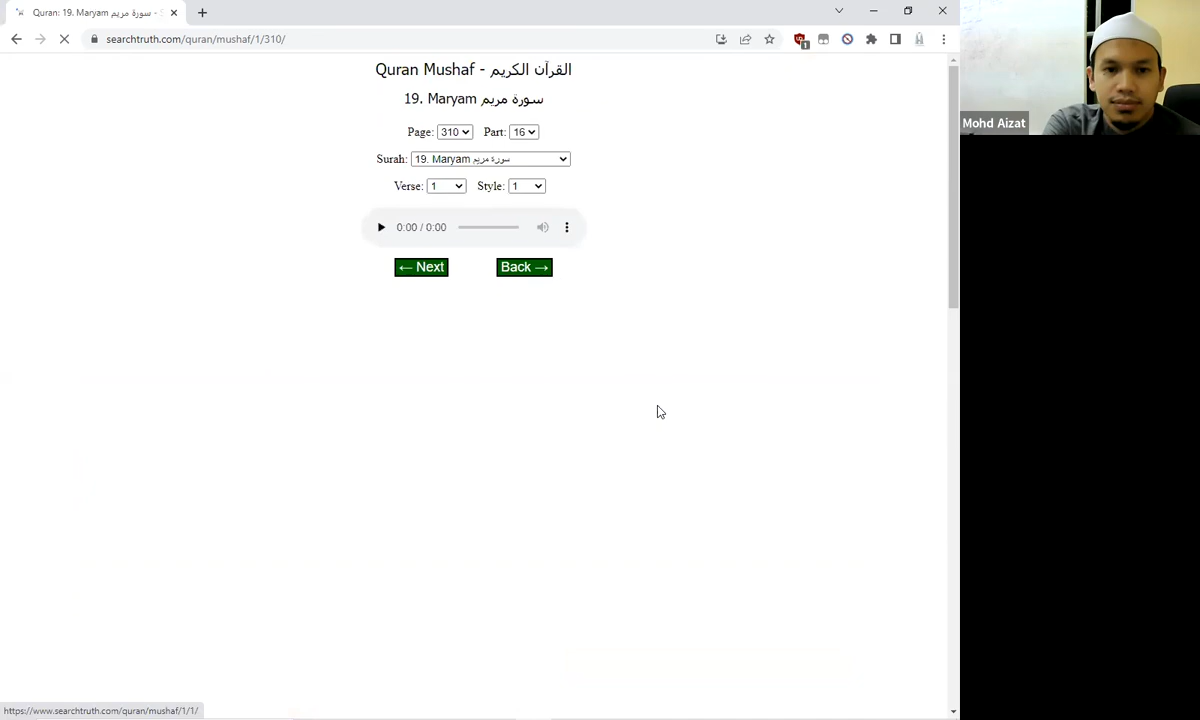 Quran: 19. Maryam سورة مريم - S
searchtruth.com/quran/mushaf/1/310/
1
Quran Mushaf - القرآن الكريم
19. Maryam سورة مريم
Page: 310 Part: 16
Surah: 19. Maryam سورة مريم
Verse: 1 Style: 1
0:00 / 0:00
← Next Back →
https://www.searchtruth.com/quran/mushaf/1/1/
Mohd Aizat